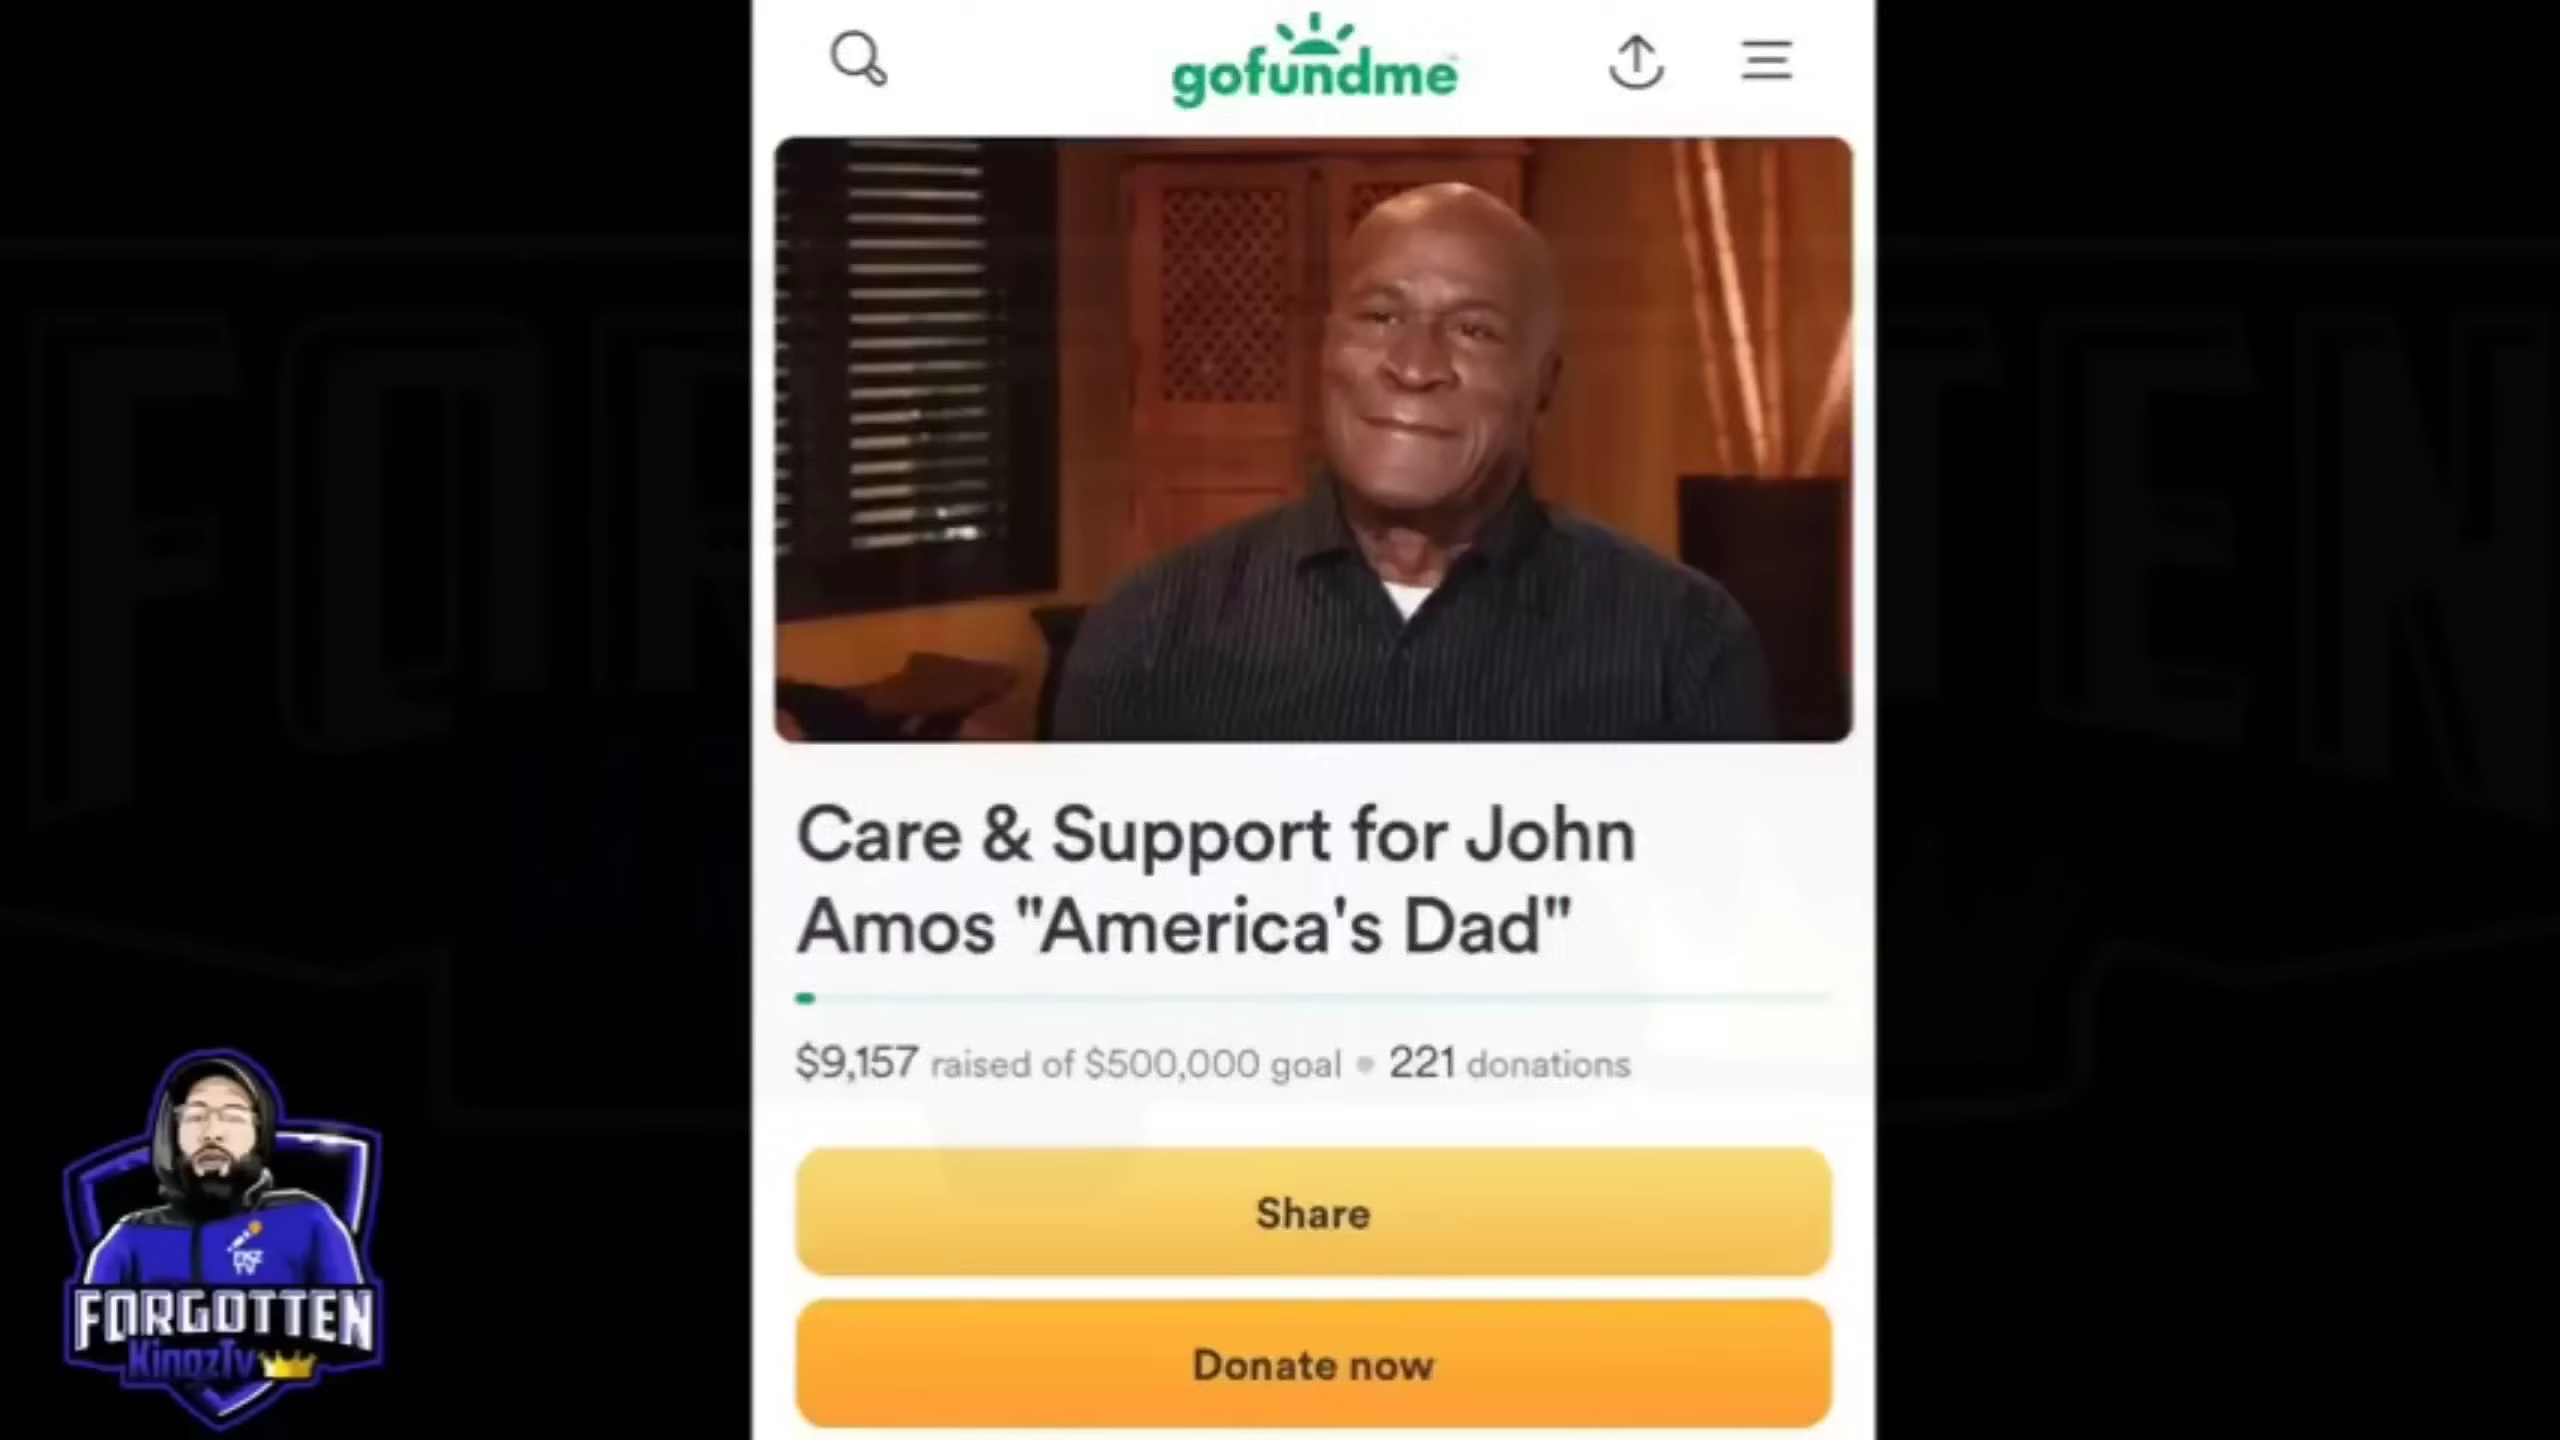 gofundme
Care & Support for John
Amos "America's Dad"
$9,157 raised of $500,000 goal • 221 donations
Share
Donate now
FORGOTTEN
KingzTv